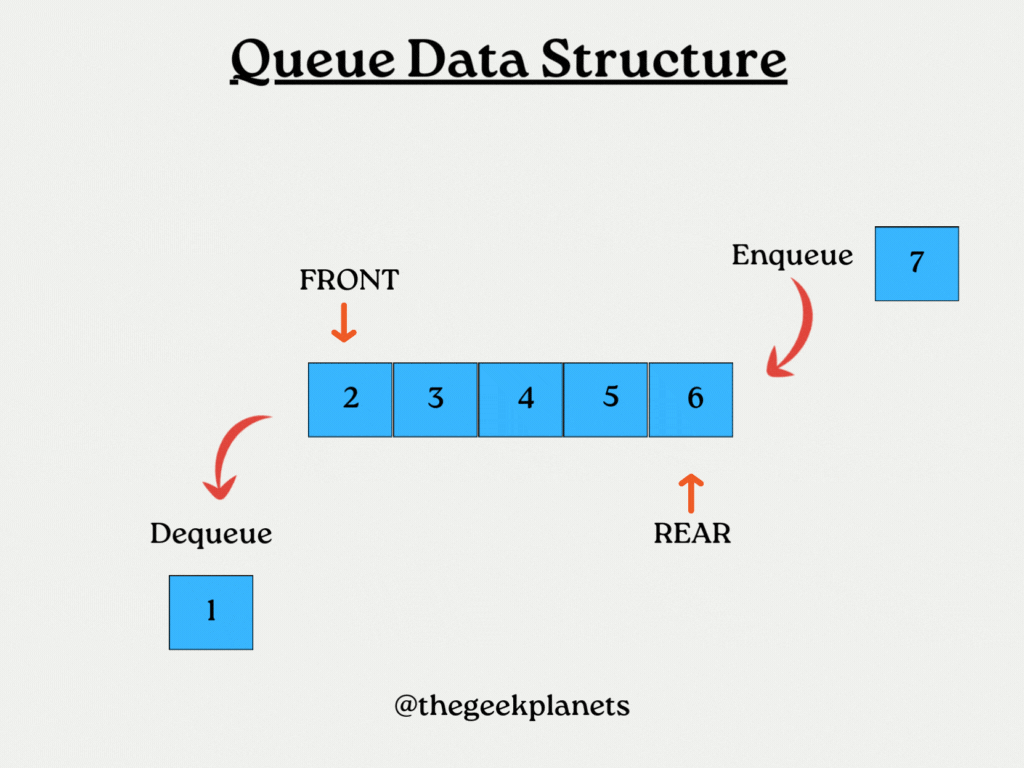 Queue Data Structure
Enqueue
7
FRONT
2 3 4 5 6
Dequeue
REAR
1
@thegeekplanets